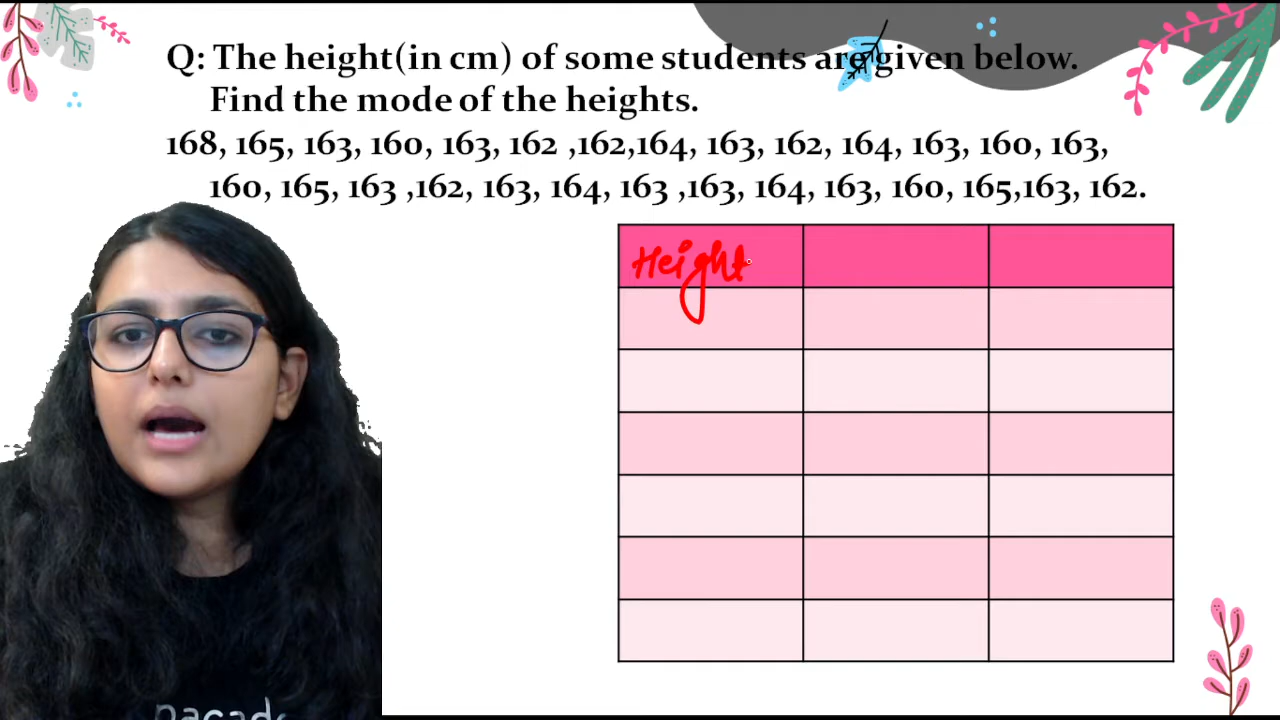 Q: The height(in cm) of some students are given below.
Find the mode of the heights.
168, 165, 163, 160, 163, 162 ,162,164, 163, 162, 164, 163, 160, 163,
160, 165, 163 ,162, 163, 164, 163 ,163, 164, 163, 160, 165,163, 162.
Height